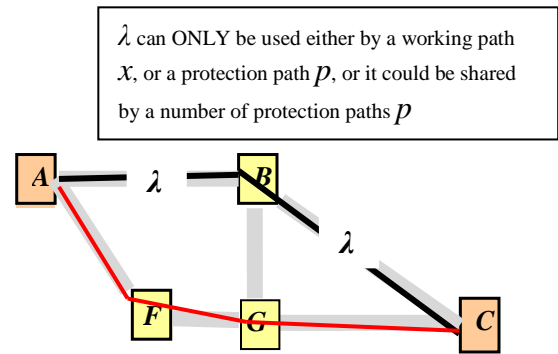 λ can ONLY be used either by a working path
x, or a protection path p, or it could be shared
by a number of protection paths p
A
λ
B
λ
F
G
C